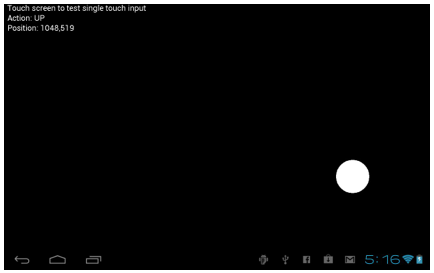 Touch screen to test single touch input
Action: UP
Position: 1048,519
5:16